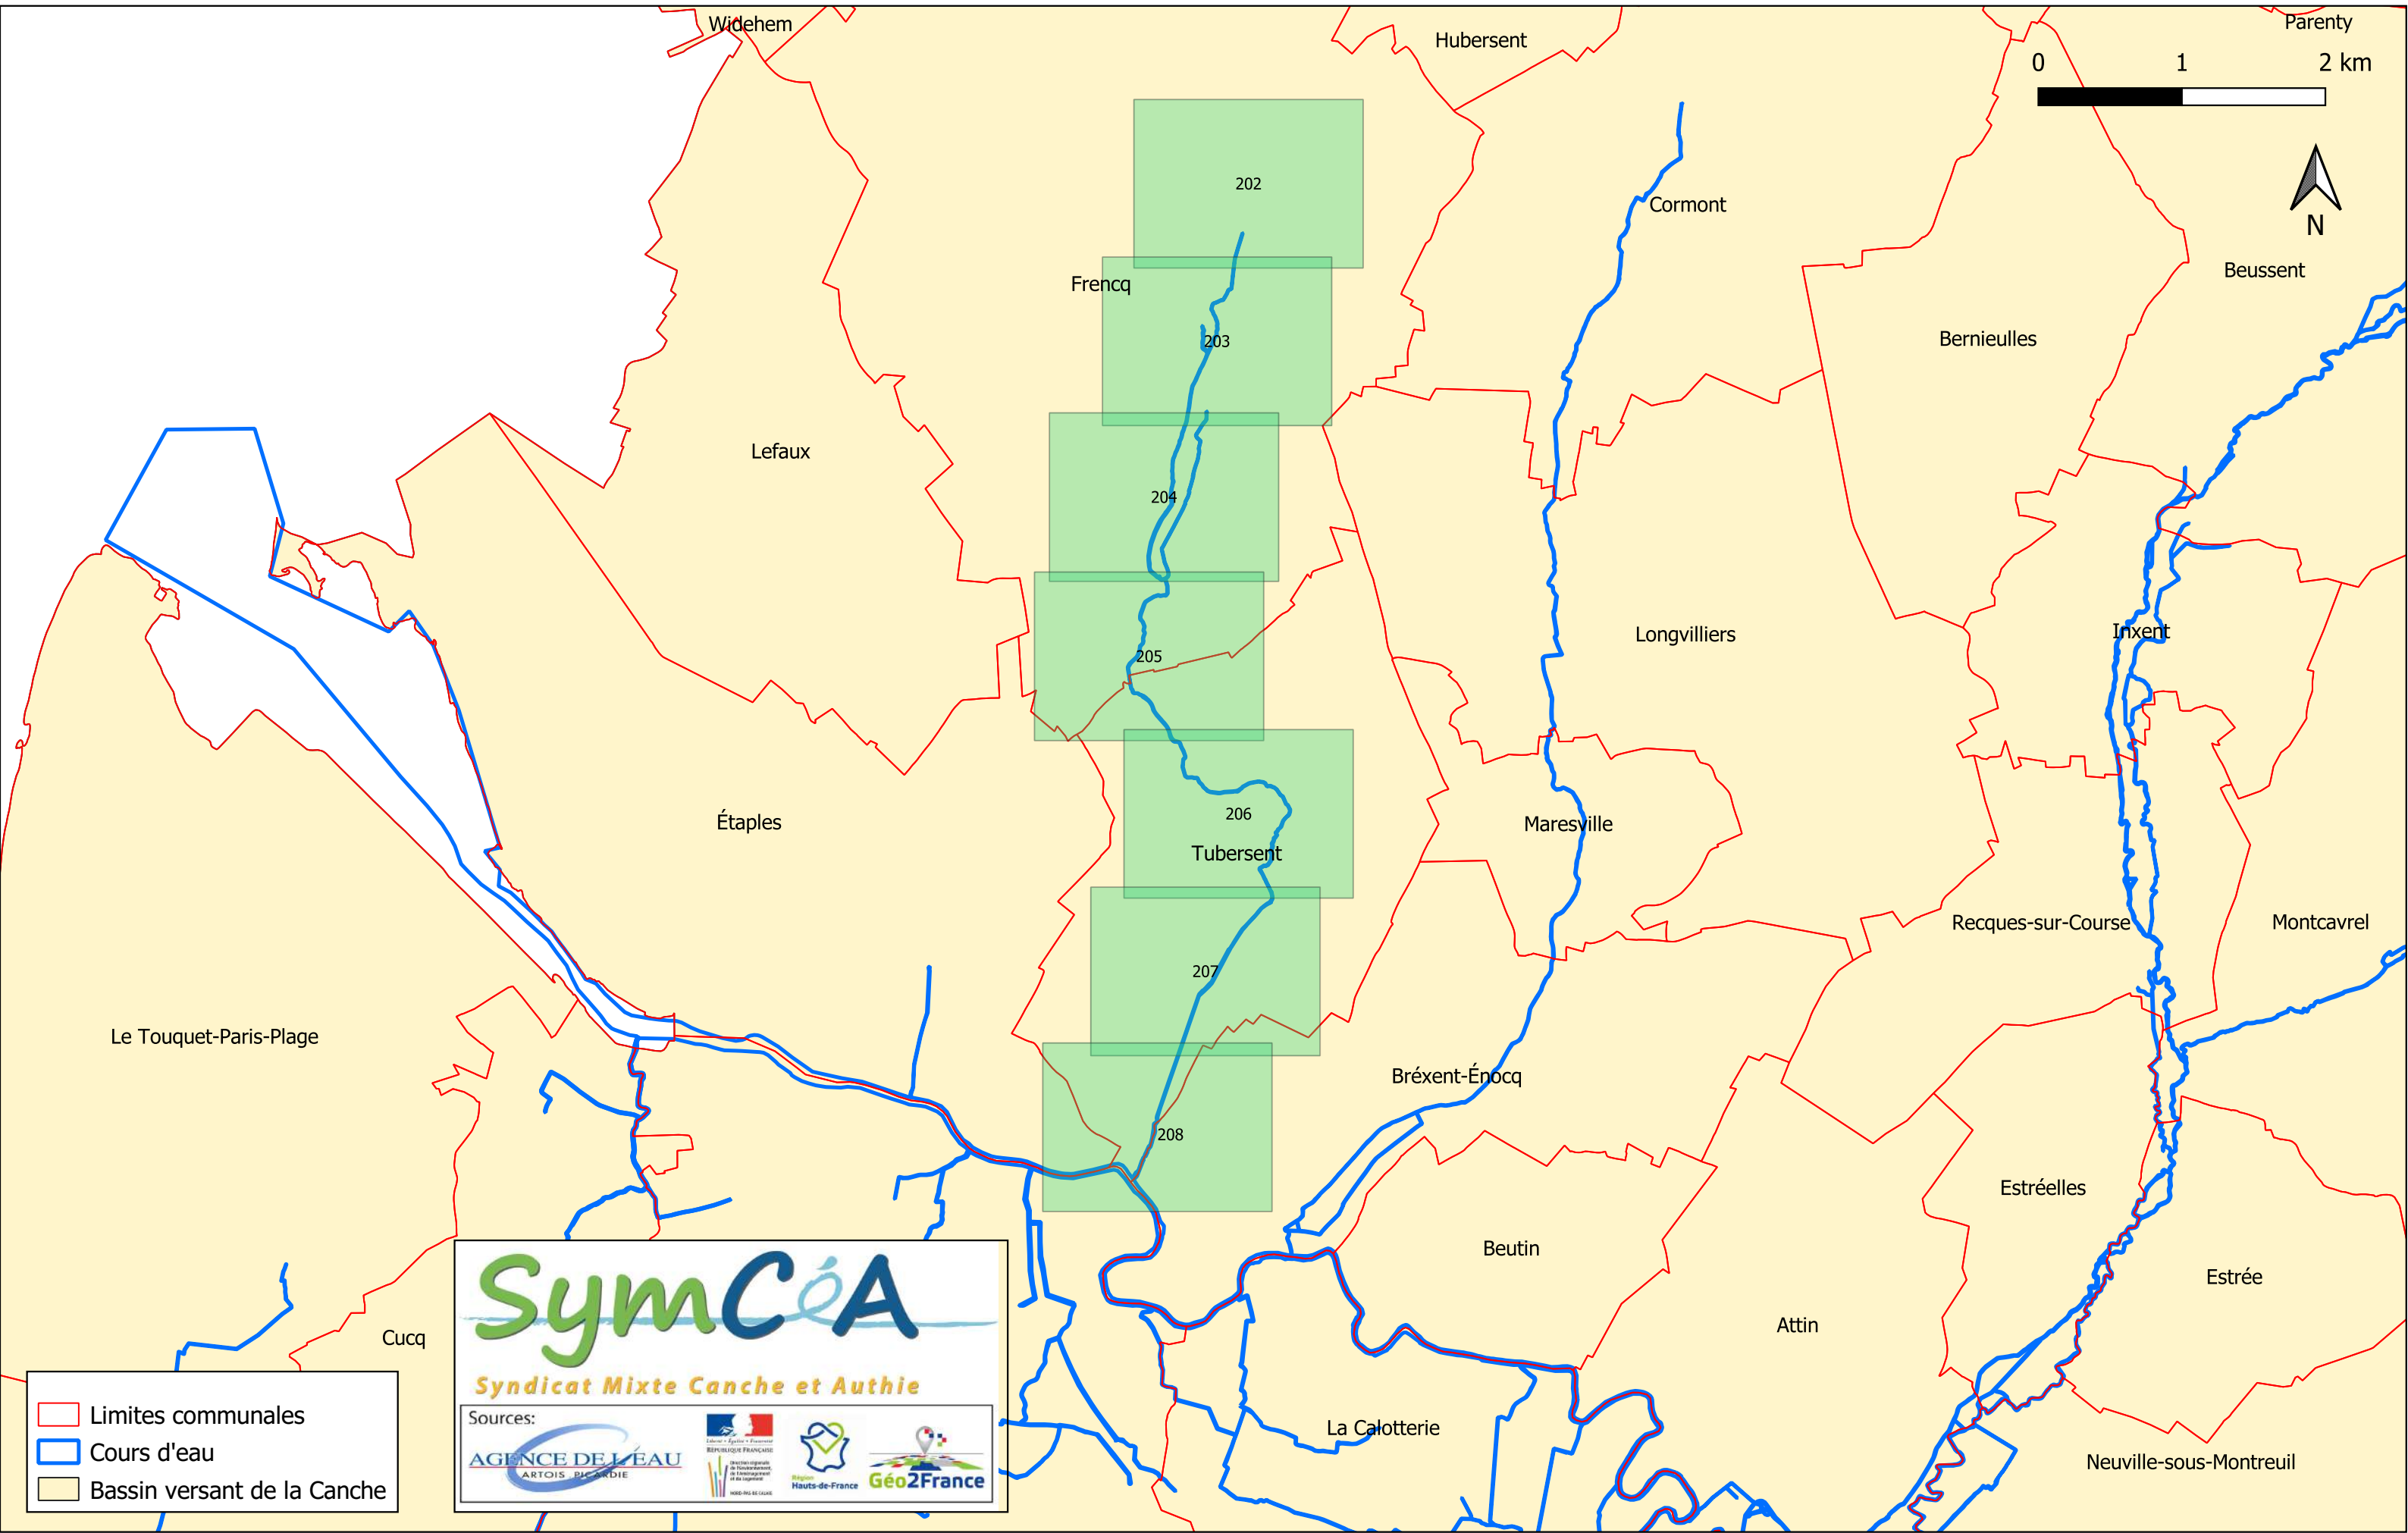 Widehem
Hubersent
Parenty
0 1 2 km
202
Cormont
N
Beussent
Frencq
203
Bernieulles
Lefaux
204
Inxent
Longvilliers
205
206
Étaples
Maresville
Tubersent
Recques-sur-Course
Montcavrel
207
Le Touquet-Paris-Plage
Bréxent-Énocq
208
Estréelles
Beutin
Estrée
Attin
Cucq
La Calotterie
Neuville-sous-Montreuil
Limites communales
Cours d'eau
Bassin versant de la Canche
SymCéA
Syndicat Mixte Canche et Authie
Sources:
AGENCE DE L'ÉAU
ARTOIS . PICARDIE
RÉPUBLIQUE FRANÇAISE
Région
Hauts-de-France
Géo2France